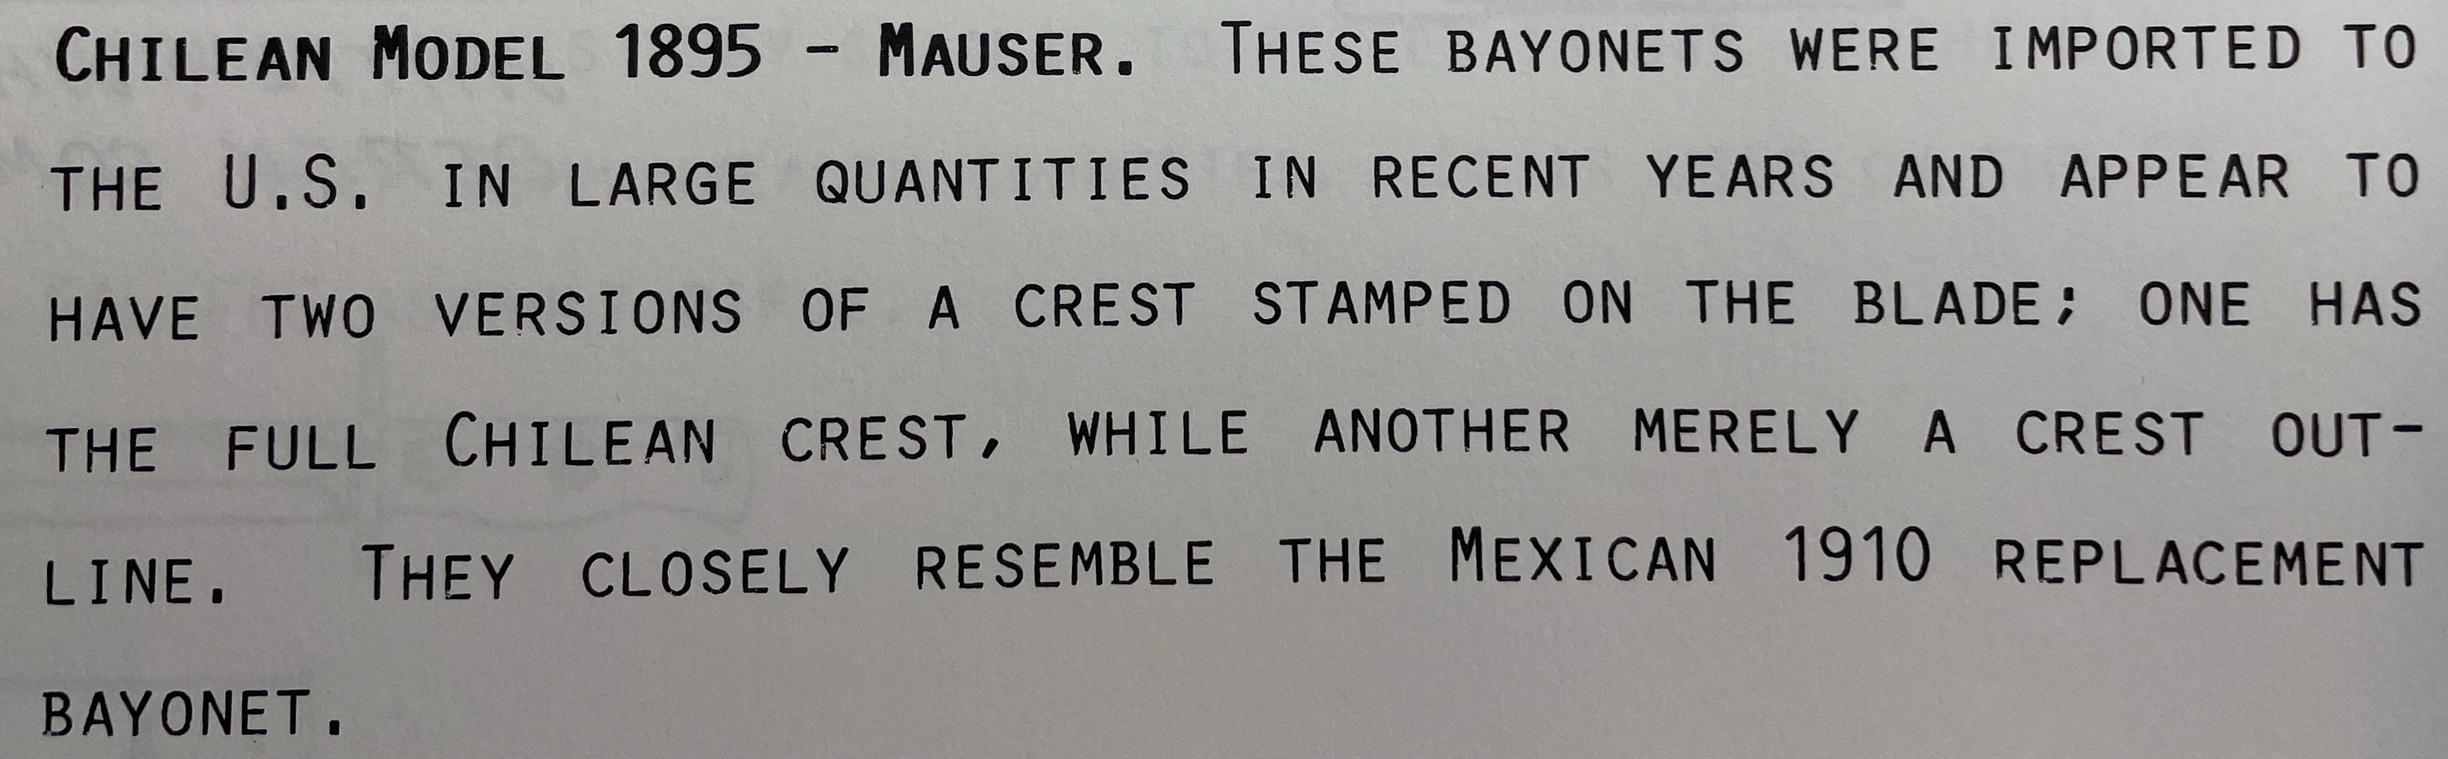 CHILEAN MODEL 1895 - MAUSER. THESE BAYONETS WERE IMPORTED TO
THE U.S. IN LARGE QUANTITIES IN RECENT YEARS AND APPEAR TO
HAVE TWO VERSIONS OF A CREST STAMPED ON THE BLADE; ONE HAS
THE FULL CHILEAN CREST, WHILE ANOTHER MERELY A CREST OUT-
LINE. THEY CLOSELY RESEMBLE THE MEXICAN 1910 REPLACEMENT
BAYONET.